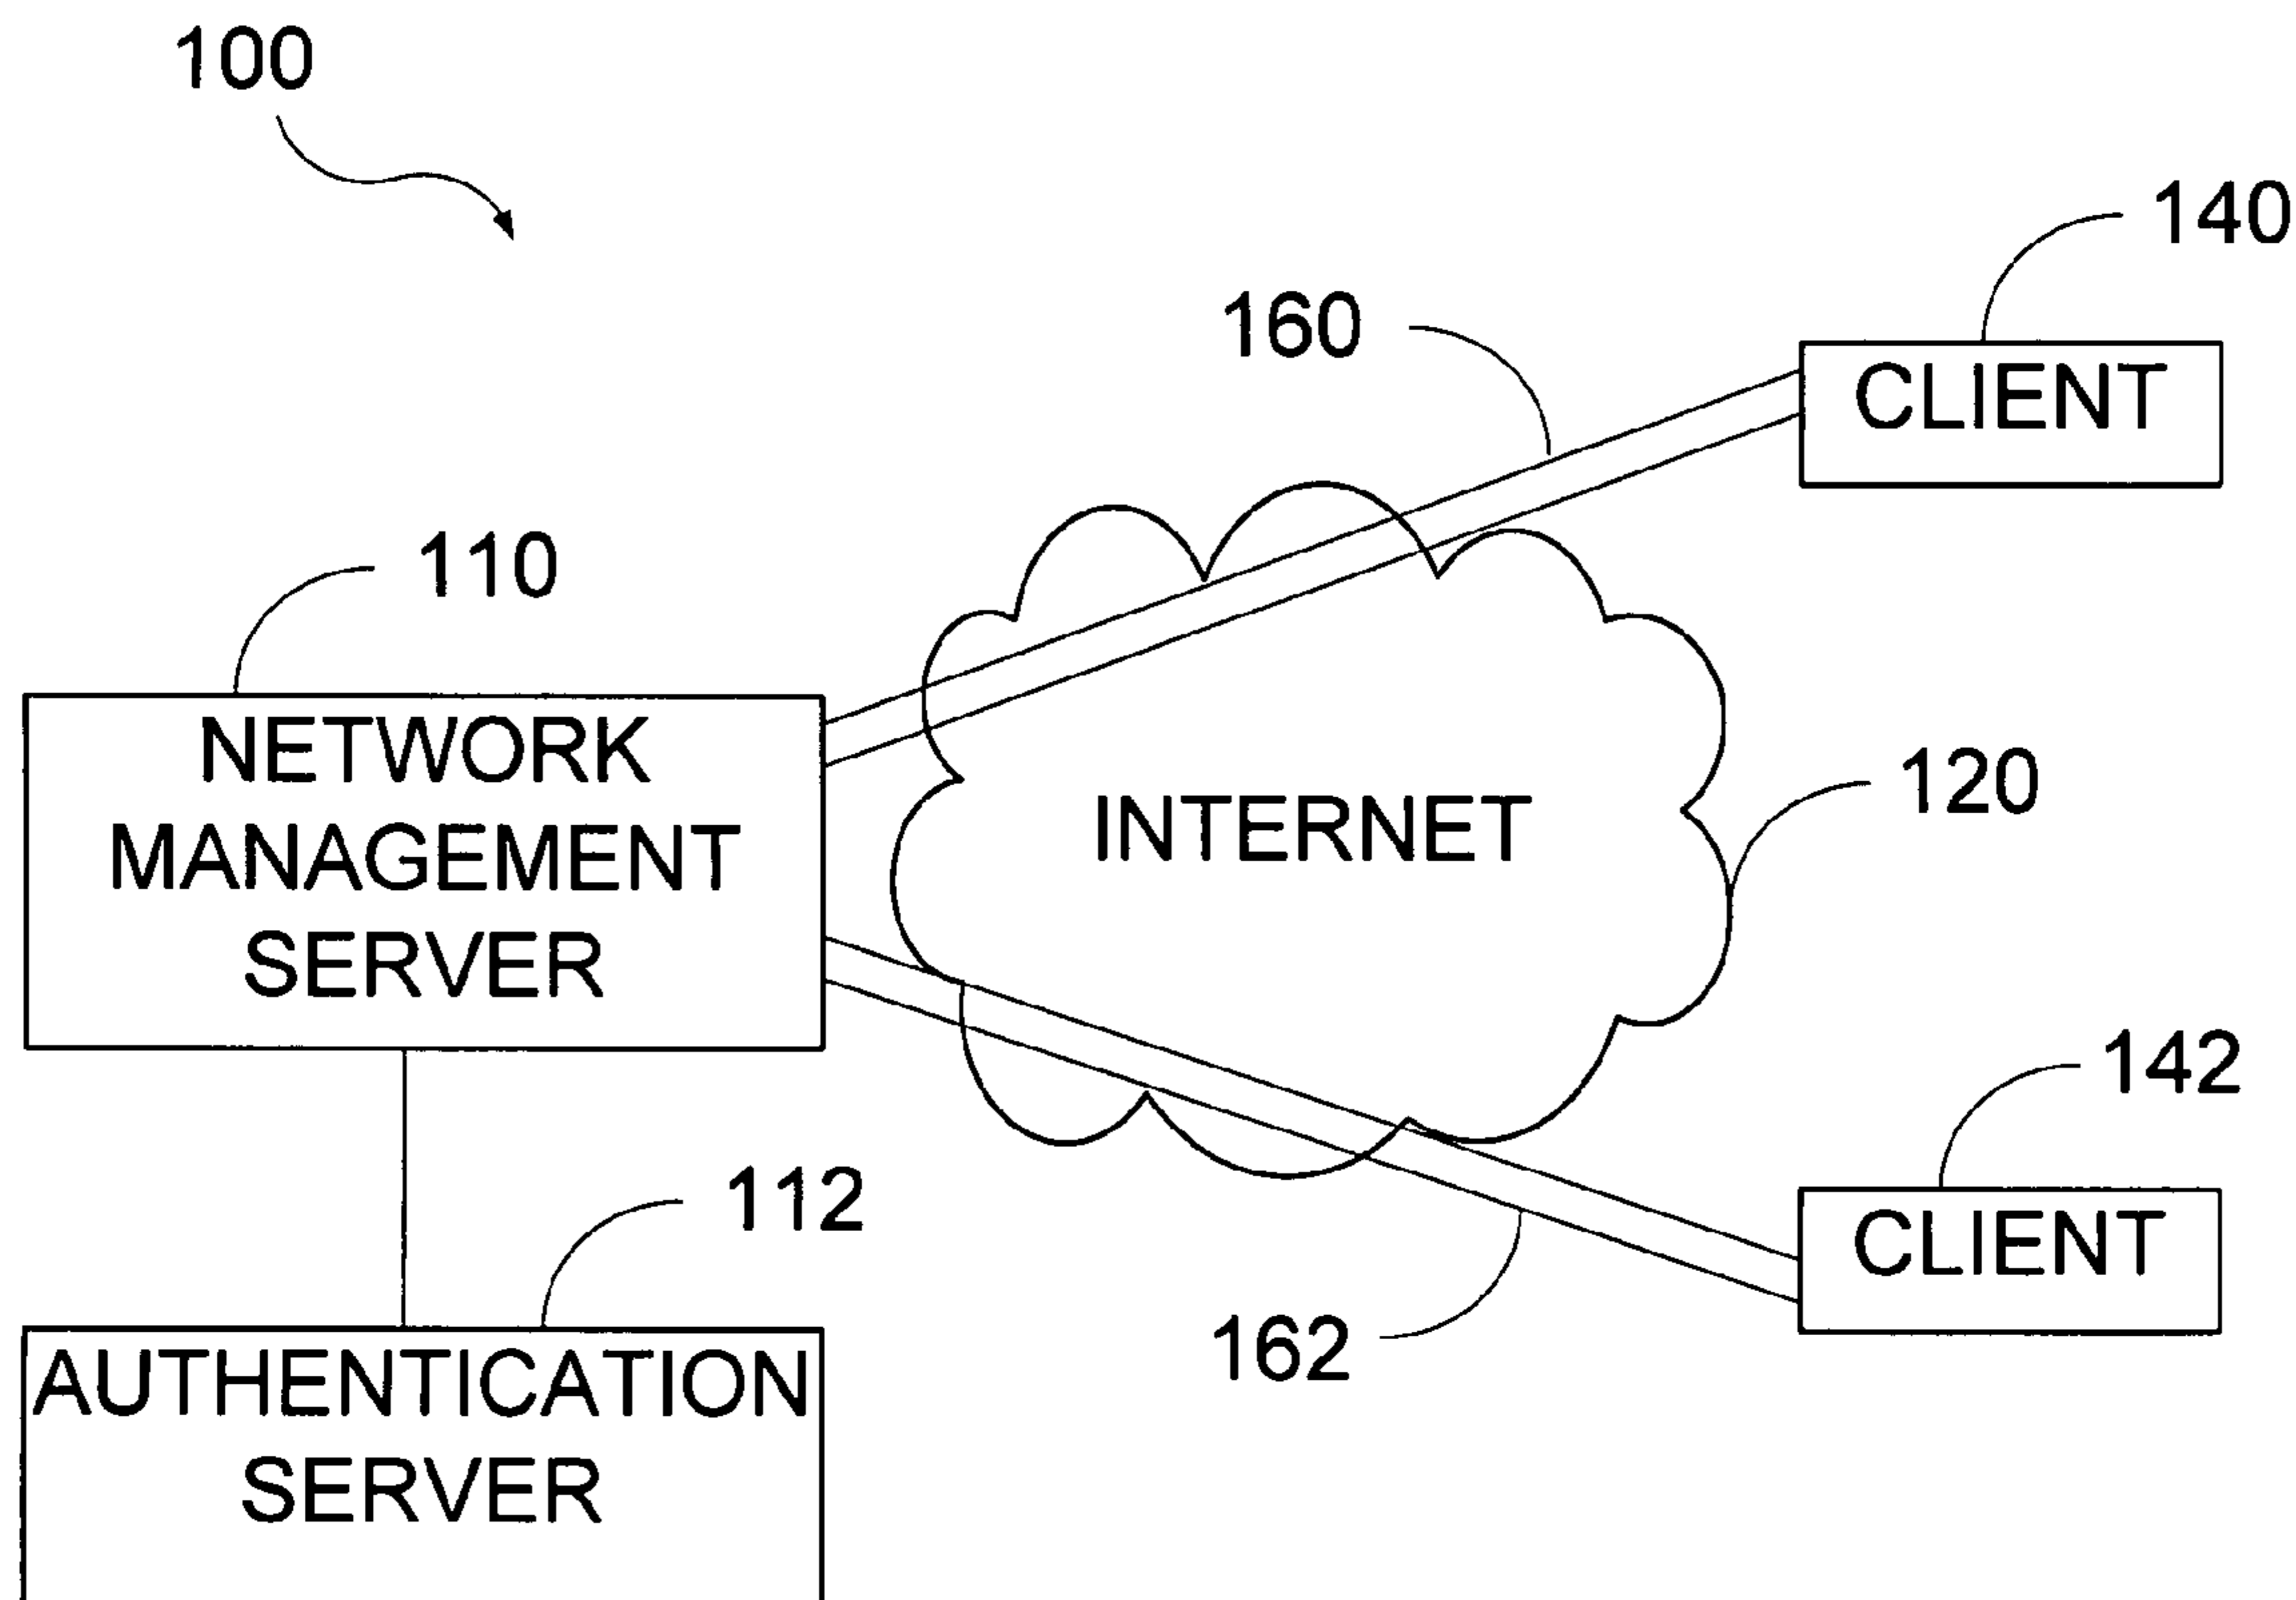 100
140
160
CLIENT
110
NETWORK
MANAGEMENT
SERVER
INTERNET
120
142
112
CLIENT
162
AUTHENTICATION
SERVER